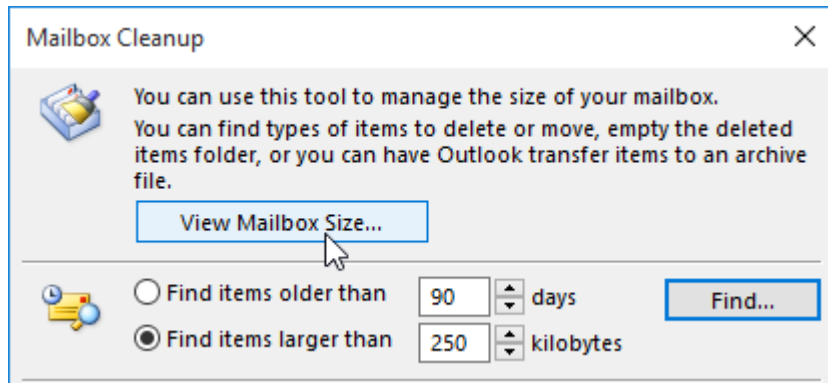 Mailbox Cleanup
You can use this tool to manage the size of your mailbox.
You can find types of items to delete or move, empty the deleted
items folder, or you can have Outlook transfer items to an archive
file.
View Mailbox Size...
Find items older than 90 days Find...
Find items larger than 250 kilobytes